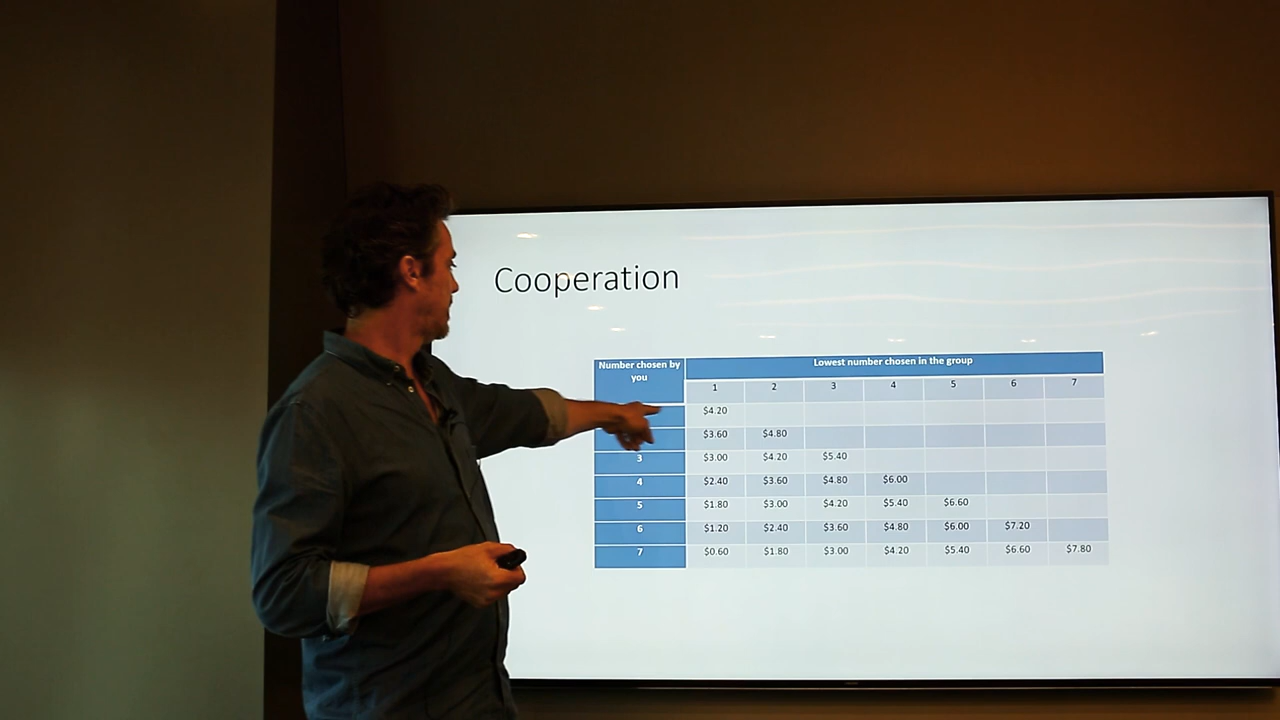 Cooperation
Number chosen by you
Lowest number chosen in the group
1 2 3 4 5 6 7
$4.20
$3.60 $4.80
3 $3.00 $4.20 $5.40
4 $2.40 $3.60 $4.80 $6.00
5 $1.80 $3.00 $4.20 $5.40 $6.60
6 $1.20 $2.40 $3.60 $4.80 $6.00 $7.20
7 $0.60 $1.80 $3.00 $4.20 $5.40 $6.60 $7.80